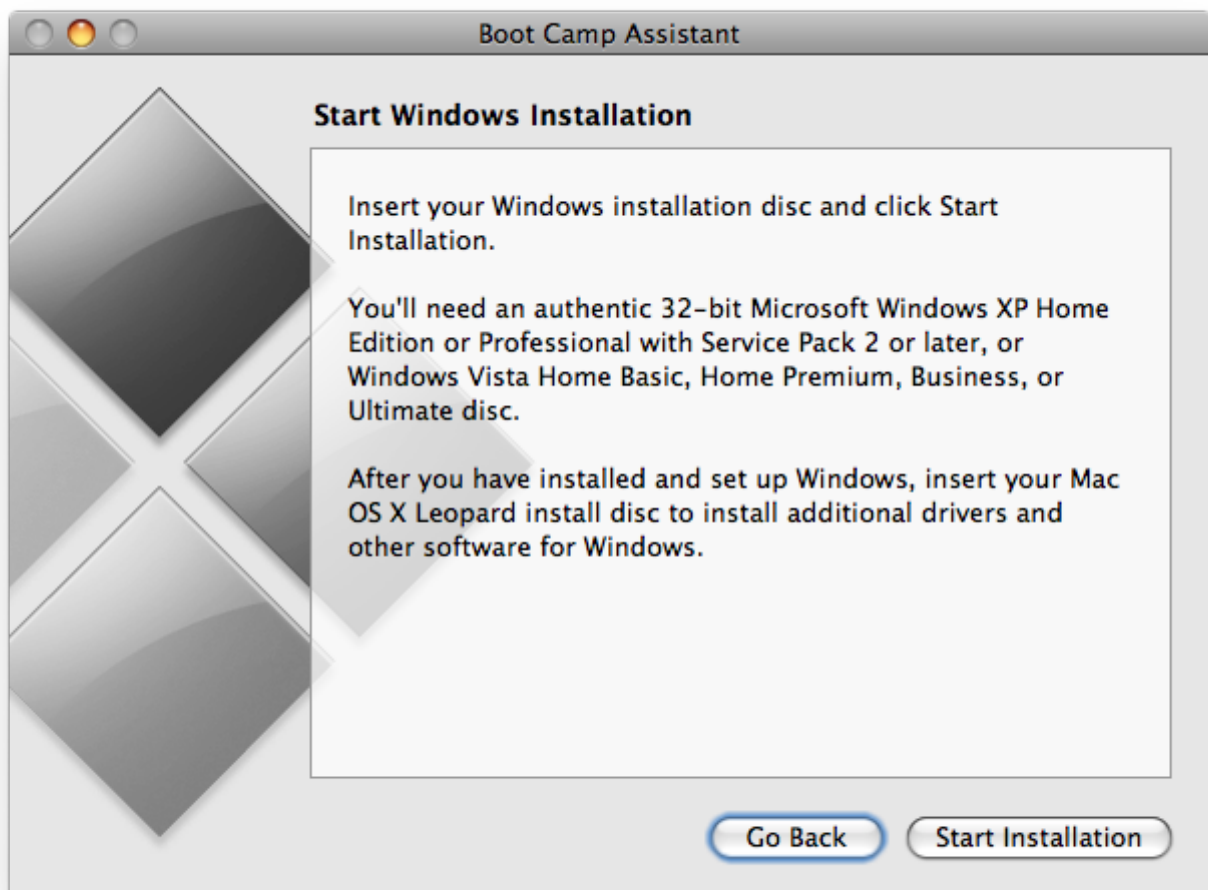 Boot Camp Assistant
Start Windows Installation
Insert your Windows installation disc and click Start
Installation.
You'll need an authentic 32-bit Microsoft Windows XP Home
Edition or Professional with Service Pack 2 or later, or
Windows Vista Home Basic, Home Premium, Business, or
Ultimate disc.
After you have installed and set up Windows, insert your Mac
OS X Leopard install disc to install additional drivers and
other software for Windows.
Go Back
Start Installation